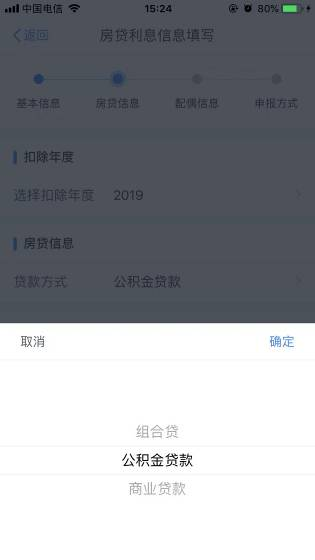 中国电信 15:24 80%
返回 房贷利息信息填写
基本信息 房贷信息 配偶信息 申报方式
扣除年度
选择扣除年度 2019
房贷信息
贷款方式 公积金贷款
取消 确定
组合贷
公积金贷款
商业贷款